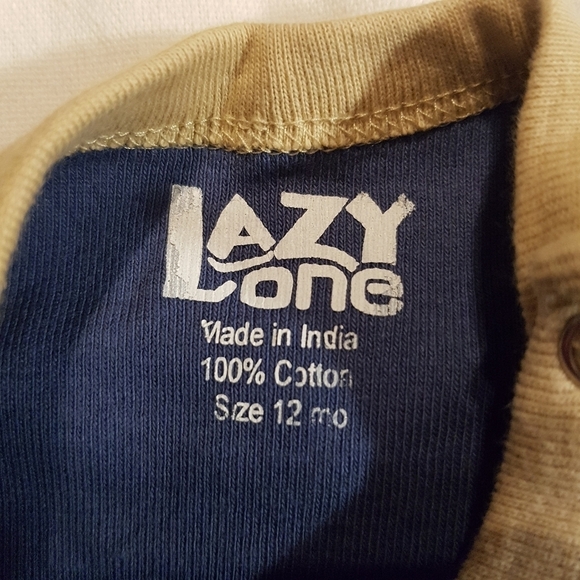 LAZY
One
Made in India
100% Cotton
Size 12 mo